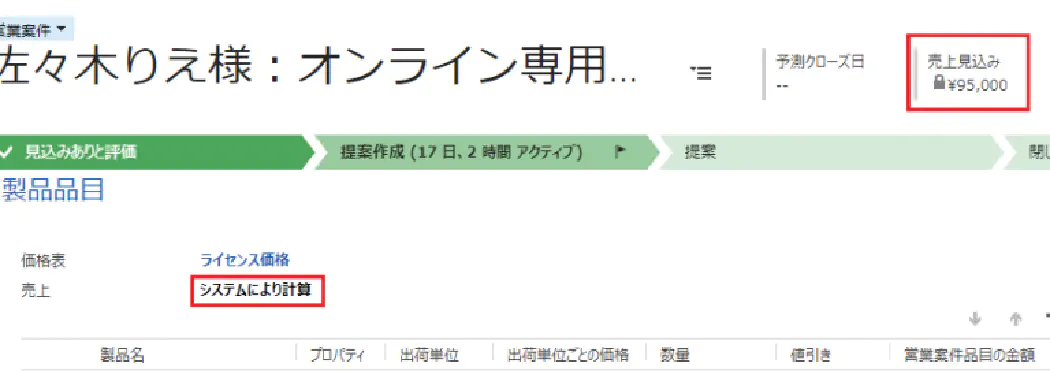 営業案件
佐々木りえ様：オンライン専用...
予測クローズ日
--
売上見込み
¥95,000
見込みありと評価
提案作成 (17 日、2 時間 アクティブ)
提案
閉じ
製品品目
価格表 ライセンス価格
売上 システムにより計算
製品名 プロパティ 出荷単位 出荷単位ごとの価格 数量 値引き 営業案件品目の金額